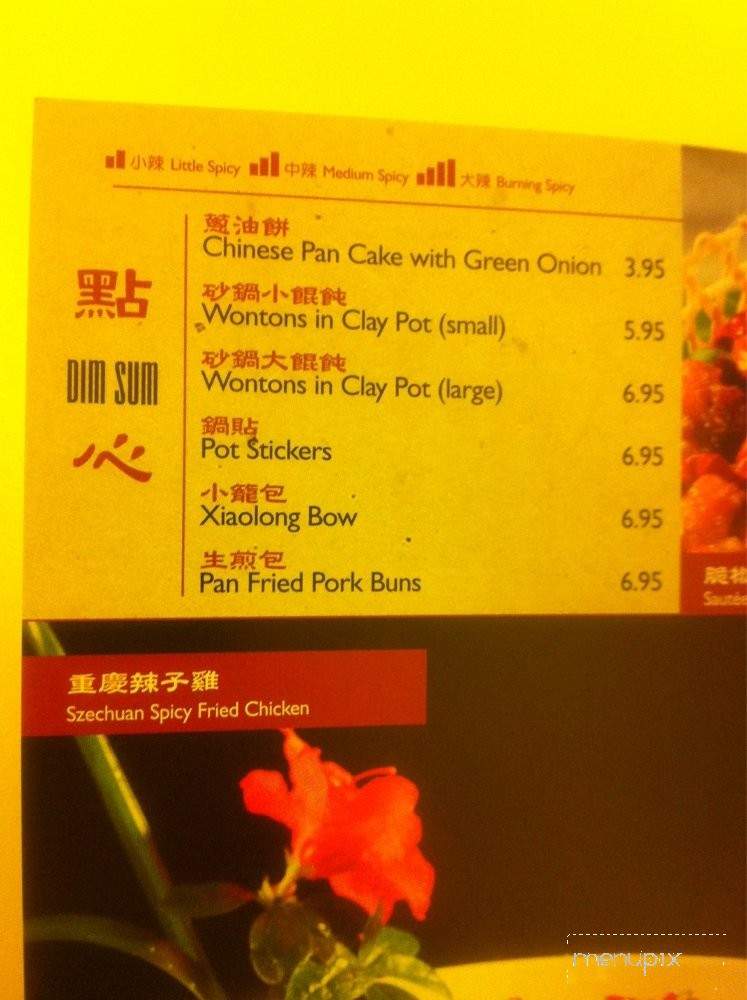 小辣 Little Spicy 中辣 Medium Spicy 大辣 Burning Spicy
點
DIM SUM
心
蔥油餅
Chinese Pan Cake with Green Onion 3.95
砂鍋小餛飩
Wontons in Clay Pot (small) 5.95
砂鍋大餛飩
Wontons in Clay Pot (large) 6.95
鍋貼
Pot Stickers 6.95
小籠包
Xiaolong Bow 6.95
生煎包
Pan Fried Pork Buns 6.95
脆椒
重慶辣子雞
Szechuan Spicy Fried Chicken
menupix